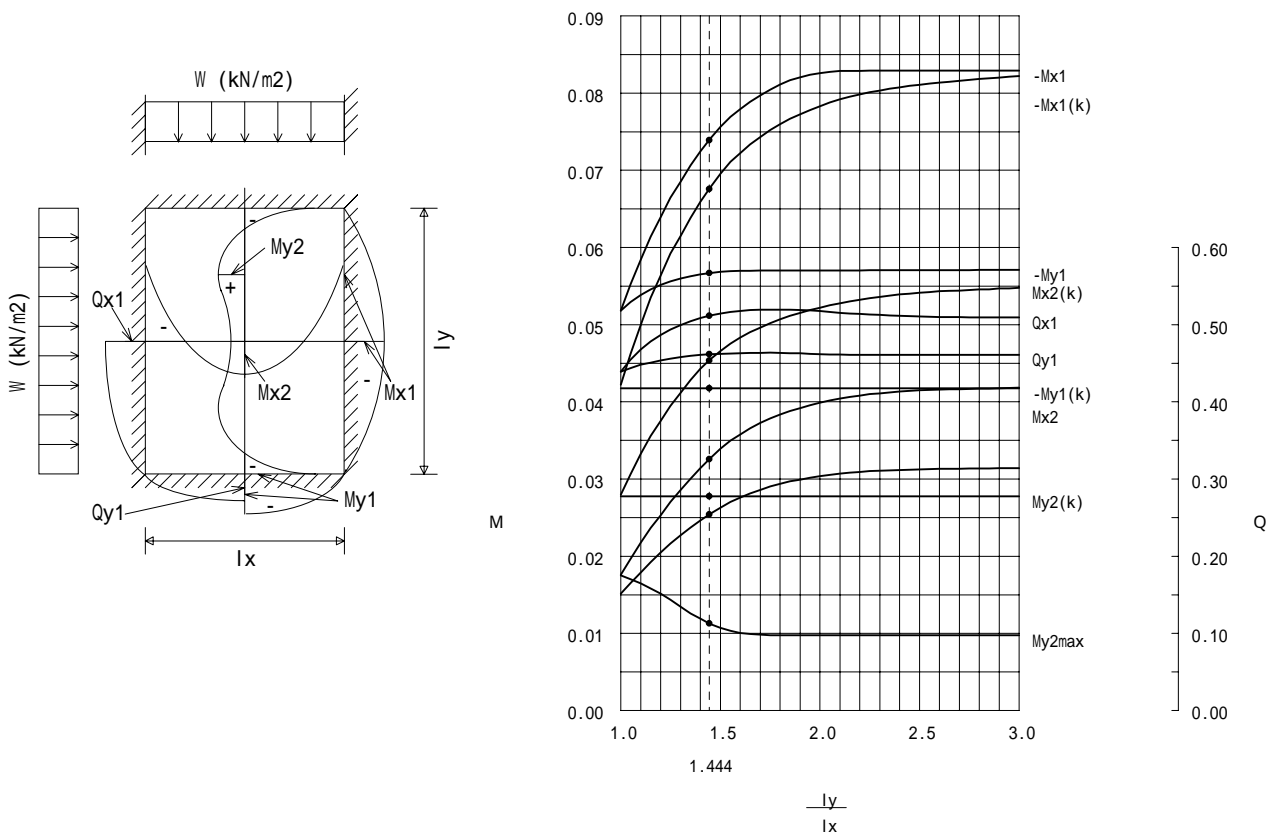 W (kN/m2)
W (kN/m2)
-
My2
+
Qx1
-
ly
Mx2
Mx1
-
-
Qy1
My1
-
lx
M
0.09
0.08
0.07
0.06
0.05
0.04
0.03
0.02
0.01
0.00
1.0
1.5
2.0
2.5
3.0
1.444
ly
lx
-Mx1
-Mx1(k)
-My1
Mx2(k)
Qx1
Qy1
-My1(k)
Mx2
My2(k)
My2max
0.60
0.50
0.40
0.30
0.20
0.10
0.00
Q